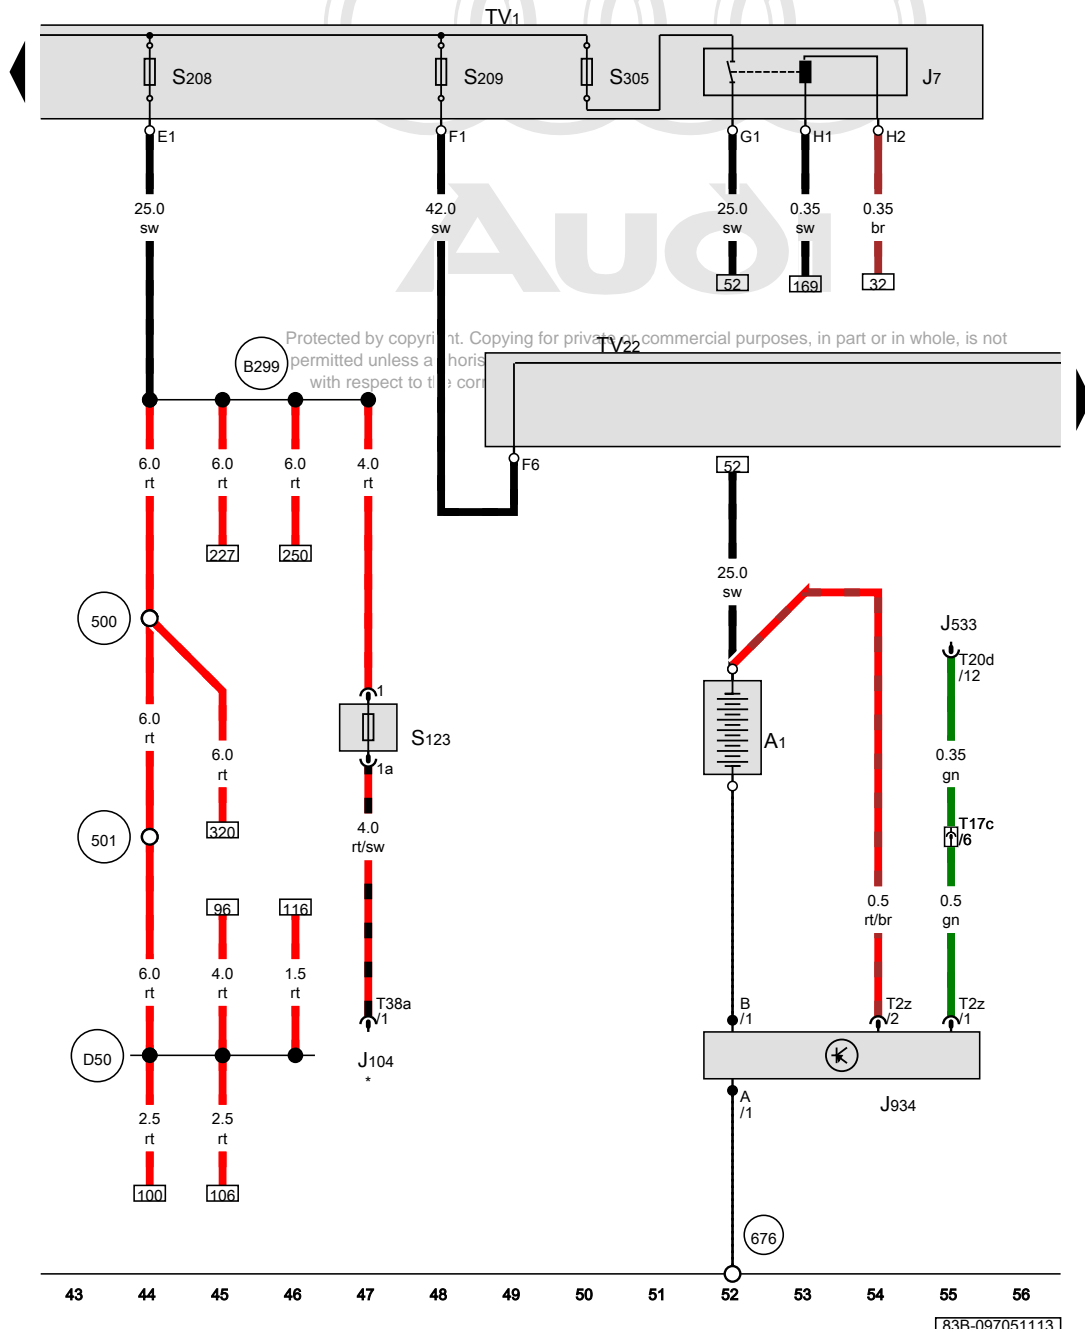 TV1
S208
S209
S305
J7
E1
F1
G1
H1
H2
25.0
sw
42.0
sw
25.0
sw
0.35
sw
0.35
br
Audi
52
169
32
Protected by copyright. Copying for private or commercial purposes, in part or in whole, is not
TV22
permitted unless
with respect to
B299
F6
52
6.0
rt
6.0
rt
6.0
rt
4.0
rt
227
250
25.0
sw
500
J533
T20d
/12
1
6.0
rt
S123
A1
6.0
rt
0.35
gn
1a
320
501
4.0
rt/sw
T17c
/6
96
116
0.5
rt/br
0.5
gn
6.0
rt
4.0
rt
1.5
rt
T38a
/1
B
/1
T2z
/2
T2z
/1
D50
J104
*
A
/1
J934
2.5
rt
2.5
rt
100
106
676
43 44 45 46 47 48 49 50 51 52 53 54 55 56
83B-097051113